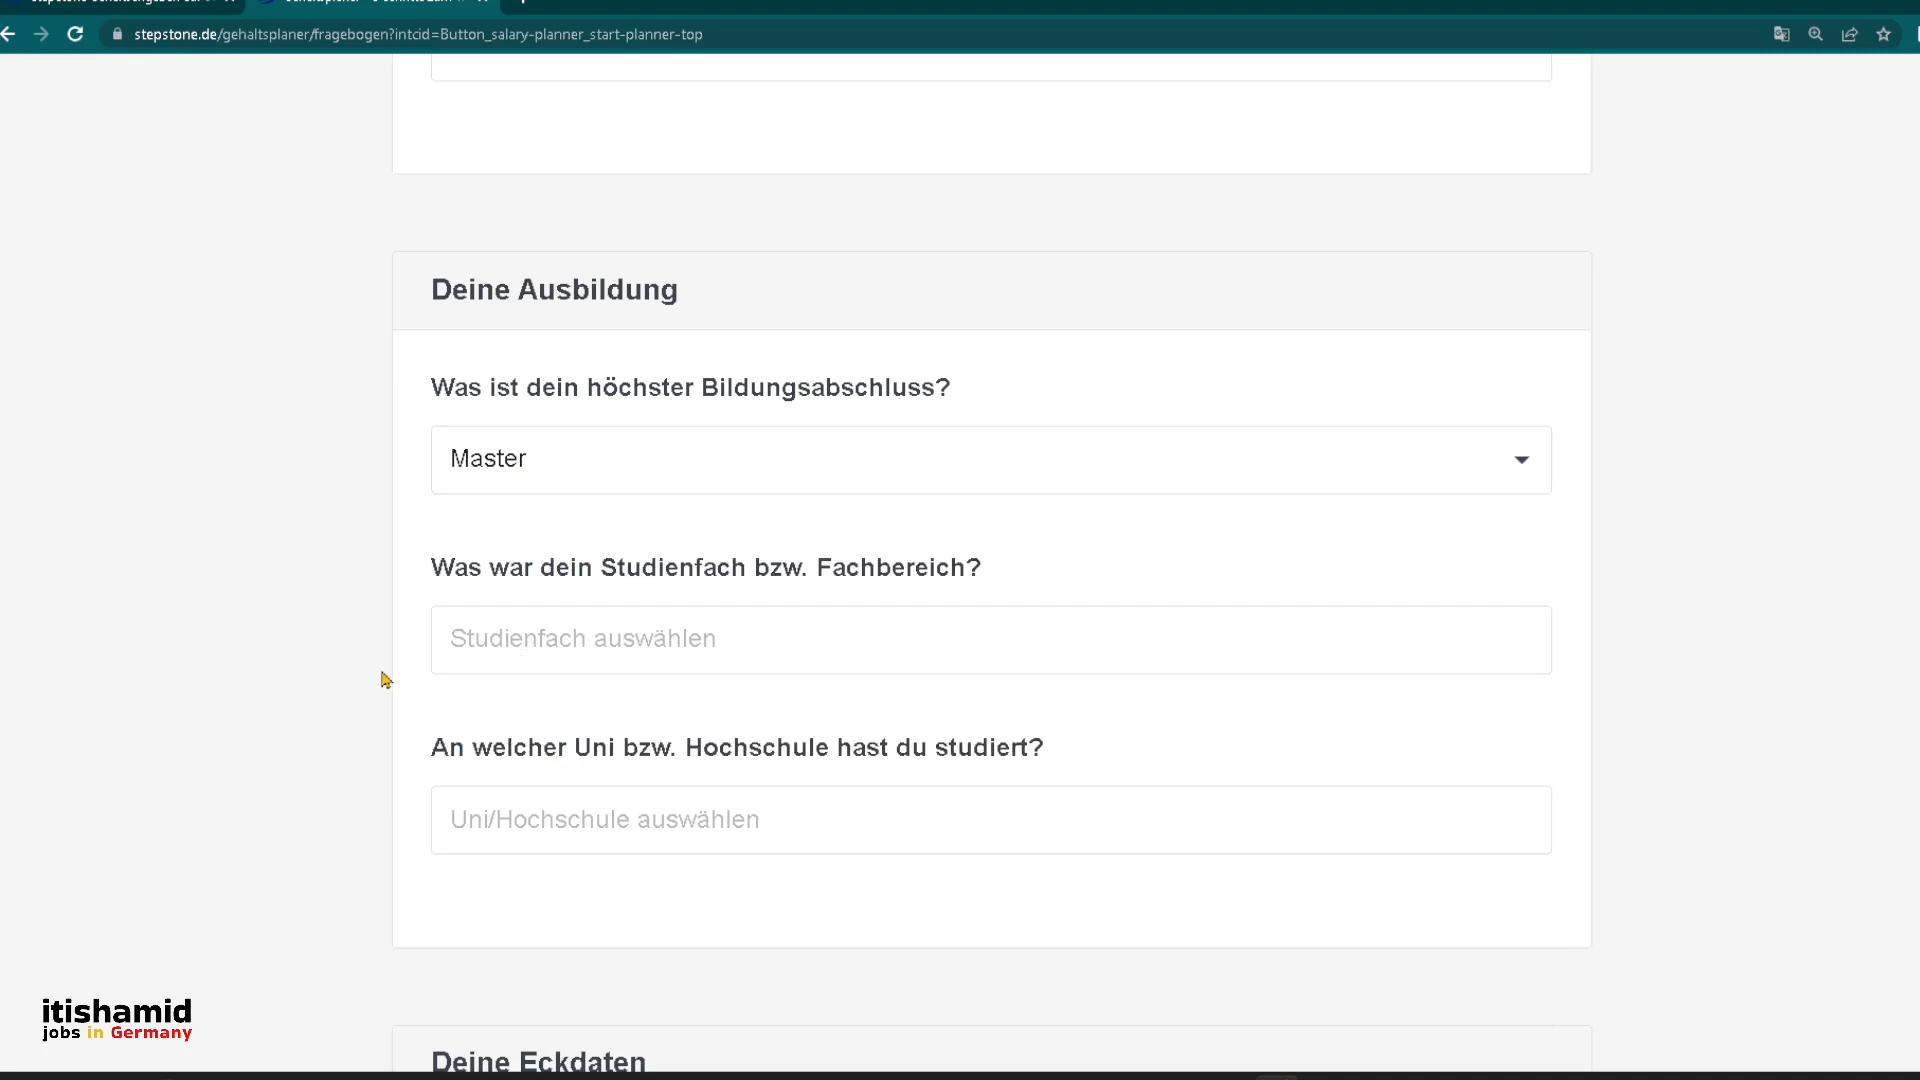 stepstone.de/gehaltsplaner/fragebogen?intcid=Button_salary-planner_start-planner-top
Deine Ausbildung
Was ist dein höchster Bildungsabschluss?
Master
Was war dein Studienfach bzw. Fachbereich?
Studienfach auswählen
An welcher Uni bzw. Hochschule hast du studiert?
Uni/Hochschule auswählen
itishamid
jobs in Germany
Deine Eckdaten